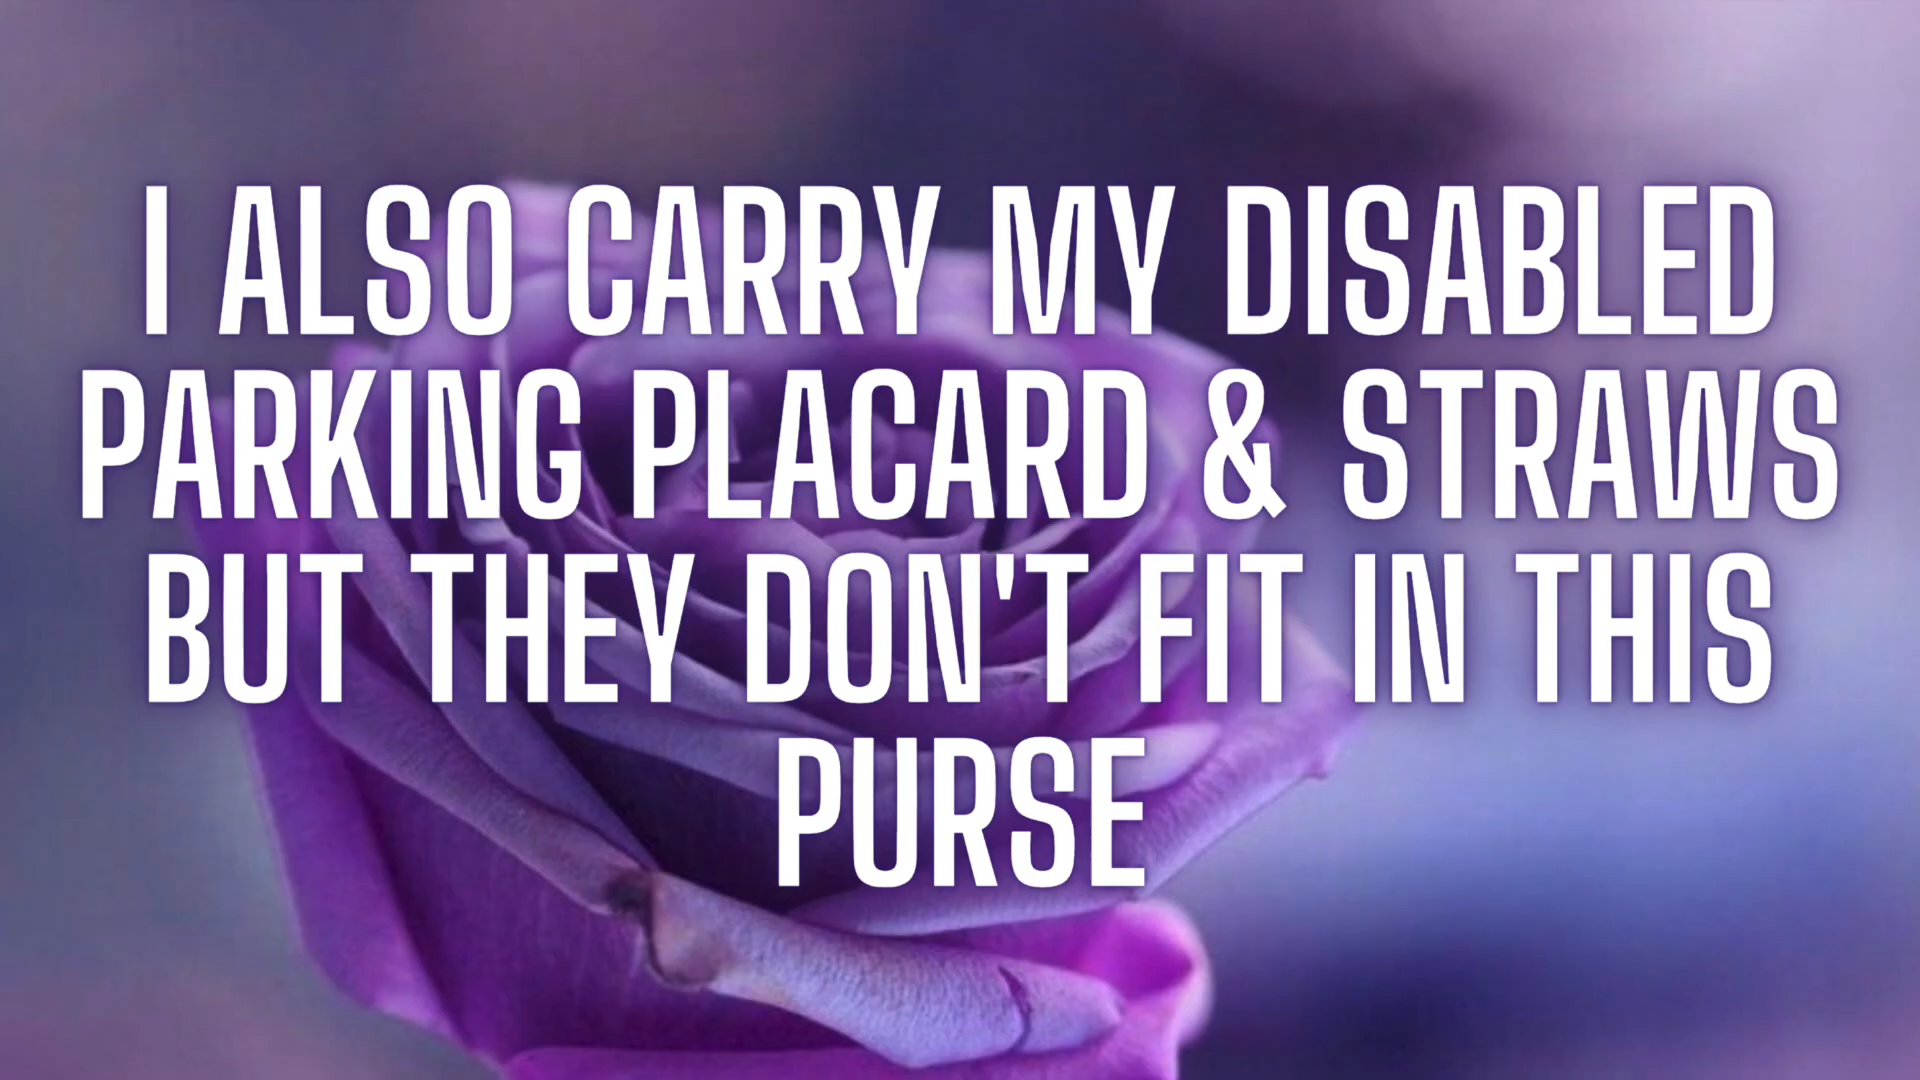 I ALSO CARRY MY DISABLED
PARKING PLACARD & STRAWS
BUT THEY DON'T FIT IN THIS
PURSE